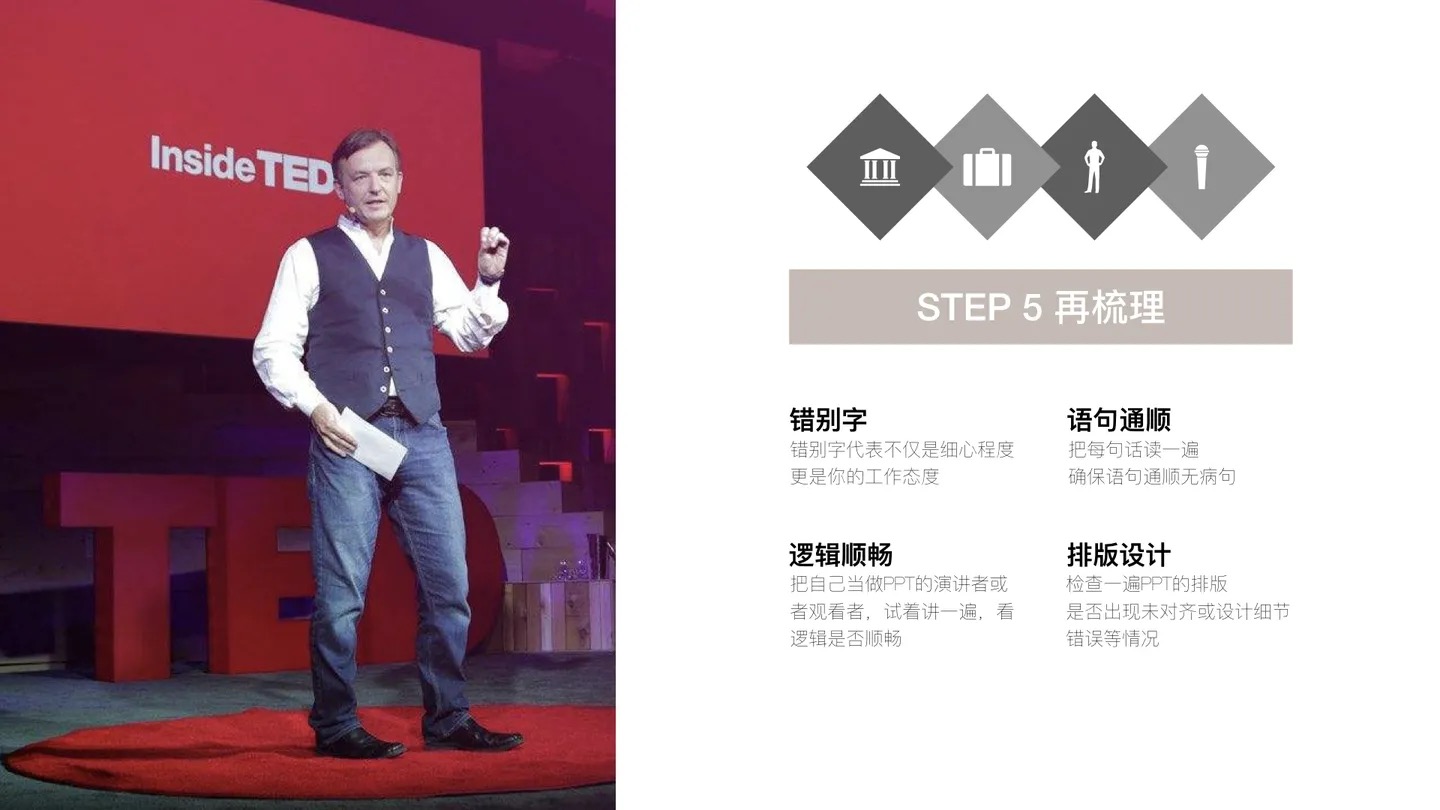 Inside TED
TED
STEP 5 再梳理
错别字
错别字代表不仅是细心程度
更是你的工作态度
语句通顺
把每句话读一遍
确保语句通顺无病句
逻辑顺畅
把自己当做PPT的演讲者或
者观看者，试着讲一遍，看
逻辑是否顺畅
排版设计
检查一遍PPT的排版
是否出现未对齐或设计细节
错误等情况